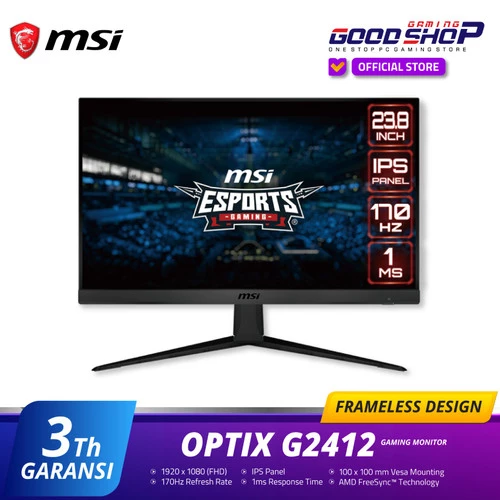 msi
GAMING
GOODSHOP
ONE STOP PC GAMING STORE
OFFICIAL STORE
23.8
INCH
IPS
PANEL
170
HZ
1
MS
msi
ESPORTS
GAMING
®
msi
FRAMELESS DESIGN
3Th
GARANSI
OPTIX G2412 GAMING MONITOR
• 1920 x 1080 (FHD) • IPS Panel • 100 x 100 mm Vesa Mounting
• 170Hz Refresh Rate • 1ms Response Time • AMD FreeSync™ Technology